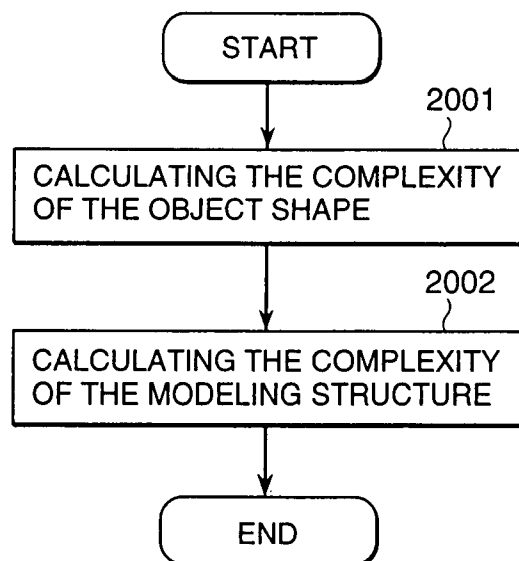 START
2001
CALCULATING THE COMPLEXITY
OF THE OBJECT SHAPE
2002
CALCULATING THE COMPLEXITY
OF THE MODELING STRUCTURE
END